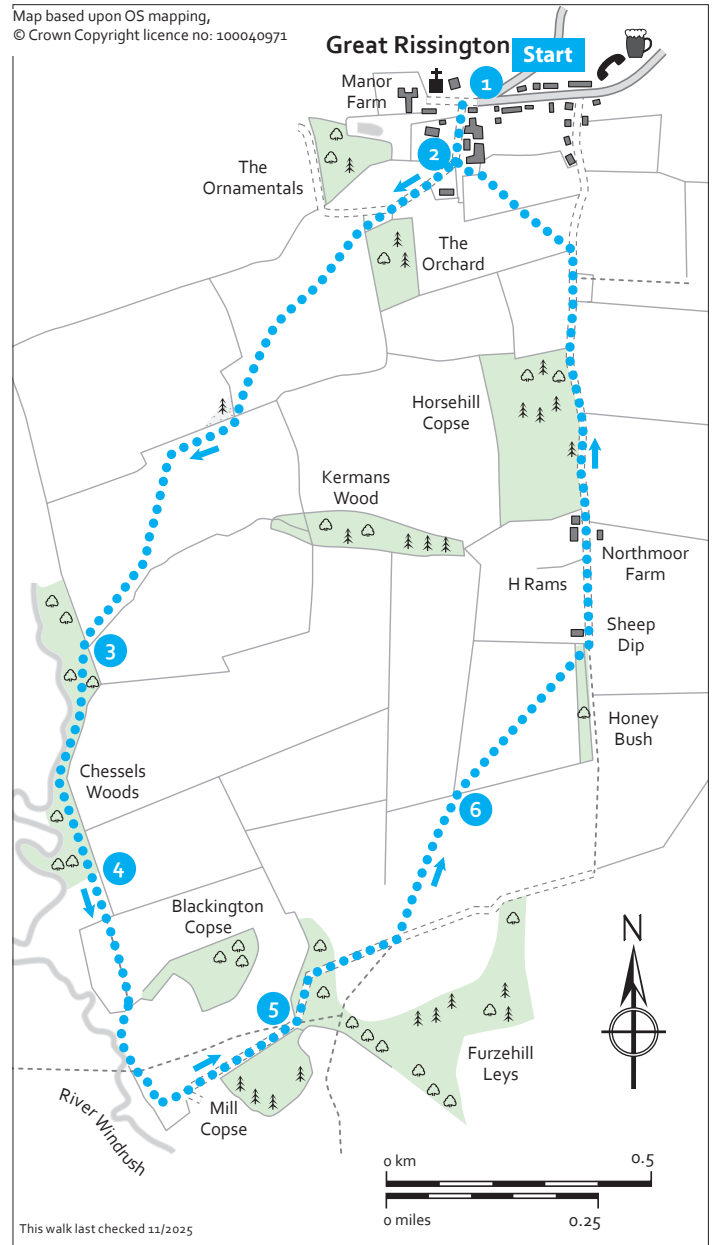 Map based upon OS mapping,
© Crown Copyright licence no: 100040971
Great Rissington
Start
1
Manor
Farm
2
The
Ornamentals
The
Orchard
Horsehill
Copse
Kermans
Wood
Northmoor
Farm
H Rams
Sheep
Dip
3
Honey
Bush
Chessels
Woods
6
4
Blackington
Copse
N
5
Furzehill
Leys
Mill
Copse
River Windrush
0 km
0.5
0 miles
0.25
This walk last checked 11/2025